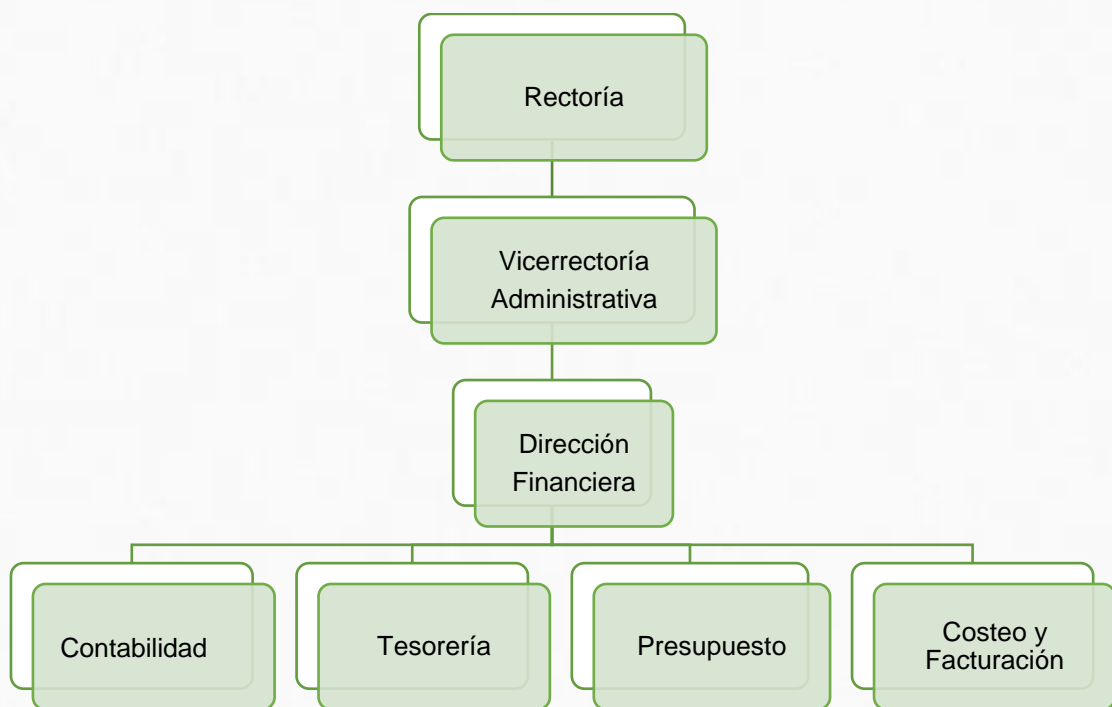 Rectoría
Vicerrectoría
Administrativa
Dirección
Financiera
Contabilidad
Tesorería
Presupuesto
Costeo y
Facturación